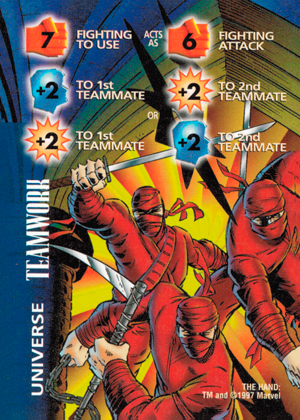 7 FIGHTING TO USE
ACTS AS
6 FIGHTING ATTACK
+2 TO 1st TEAMMATE
+2 TO 2nd TEAMMATE
OR
+2 TO 1st TEAMMATE
+2 TO 2nd TEAMMATE
UNIVERSE TEAMWORK
THE HAND:
TM and ©1997 Marvel